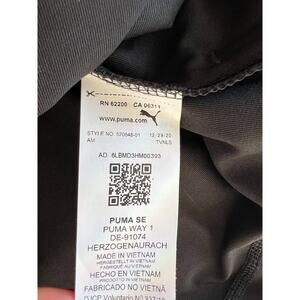 RN 62200 CA 06311
www.puma.com
STYLE NO. 570848-01 12/29/20
AM TVNLS
AD 6LBMD3HM00393
PUMA SE
PUMA WAY 1
DE-91074
HERZOGENAURACH
MADE IN VIETNAM
HERGESTELLT IN VIETNAM
FABRIQUÉ AU VIETNAM
HECHO EN VIETNAM
PRODOTTO IN VIETNAM
FABRICADO NO VIETNÃ